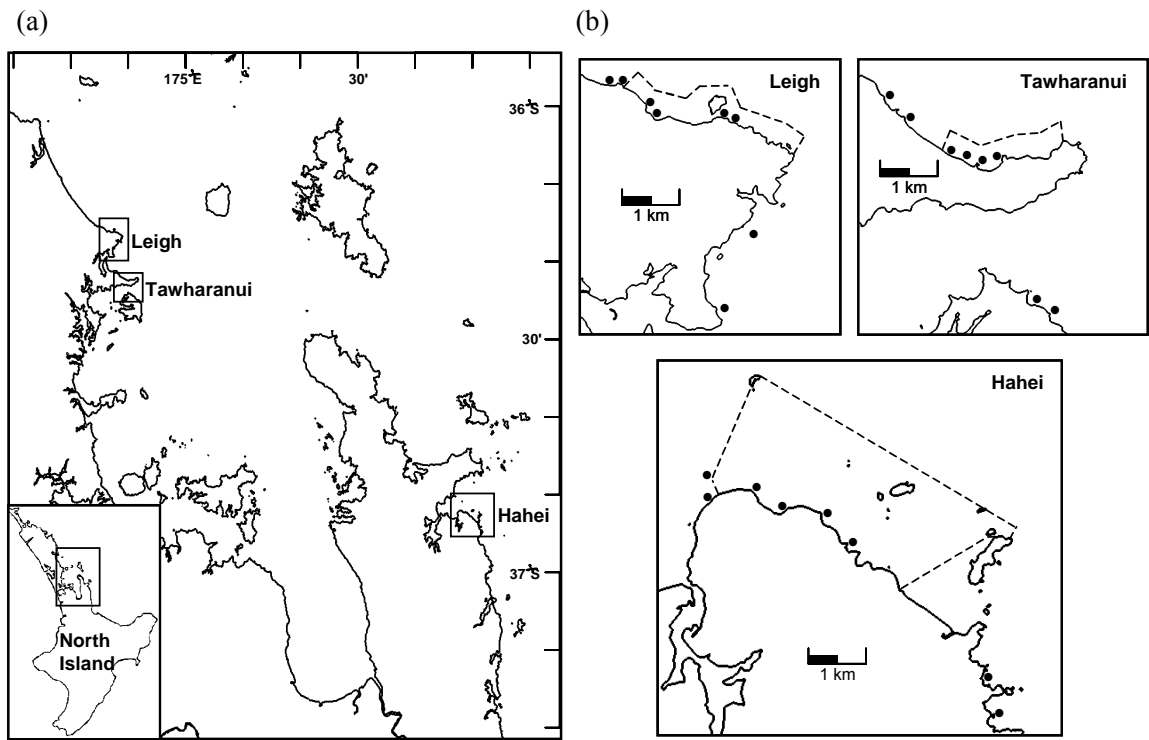 (a)
175°E
30'
36°S
Leigh
Tawharanui
30'
Hahei
37°S
North
Island
(b)
Leigh
1 km
Tawharanui
1 km
Hahei
1 km